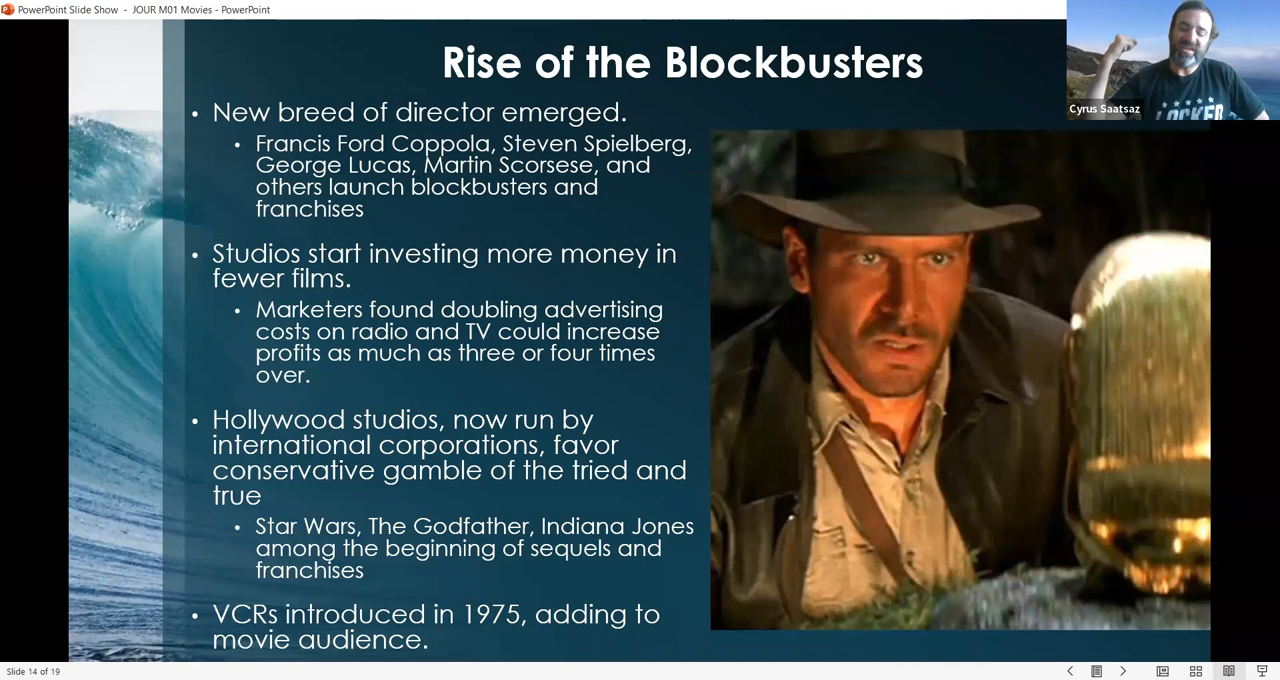 PowerPoint Slide Show - JOUR M01 Movies - PowerPoint
Rise of the Blockbusters
Cyrus Saatsaz
LOCKER
• New breed of director emerged.
• Francis Ford Coppola, Steven Spielberg,
George Lucas, Martin Scorsese, and
others launch blockbusters and
franchises
• Studios start investing more money in
fewer films.
• Marketers found doubling advertising
costs on radio and TV could increase
profits as much as three or four times
over.
• Hollywood studios, now run by
international corporations, favor
conservative gamble of the tried and
true
• Star Wars, The Godfather, Indiana Jones
among the beginning of sequels and
franchises
• VCRs introduced in 1975, adding to
movie audience.
Slide 14 of 19